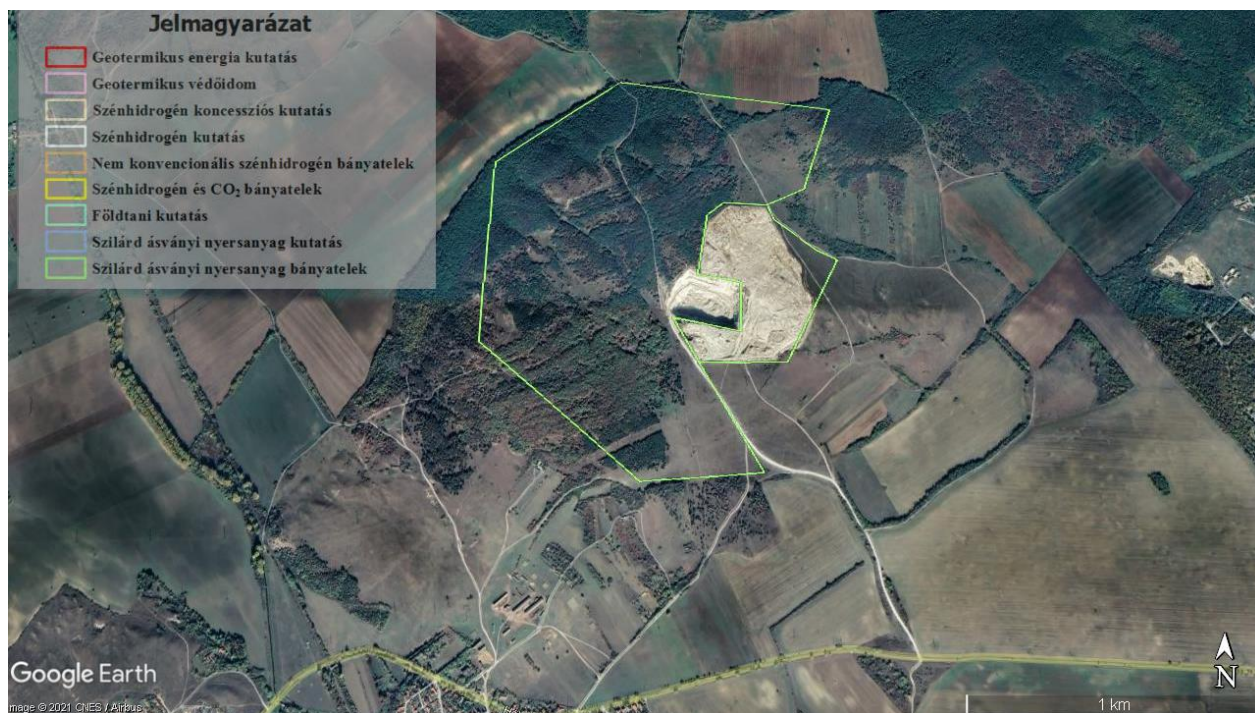 Jelmagyarázat
Geotermikus energia kutatás
Geotermikus védőidom
Szénhidrogén koncessziós kutatás
Szénhidrogén kutatás
Nem konvencionális szénhidrogén bányatelek
Szénhidrogén és CO₂ bányatelek
Földtani kutatás
Szilárd ásványi nyersanyag kutatás
Szilárd ásványi nyersanyag bányatelek
Google Earth
mage © 2021 CNES / Airbus
N
1 km